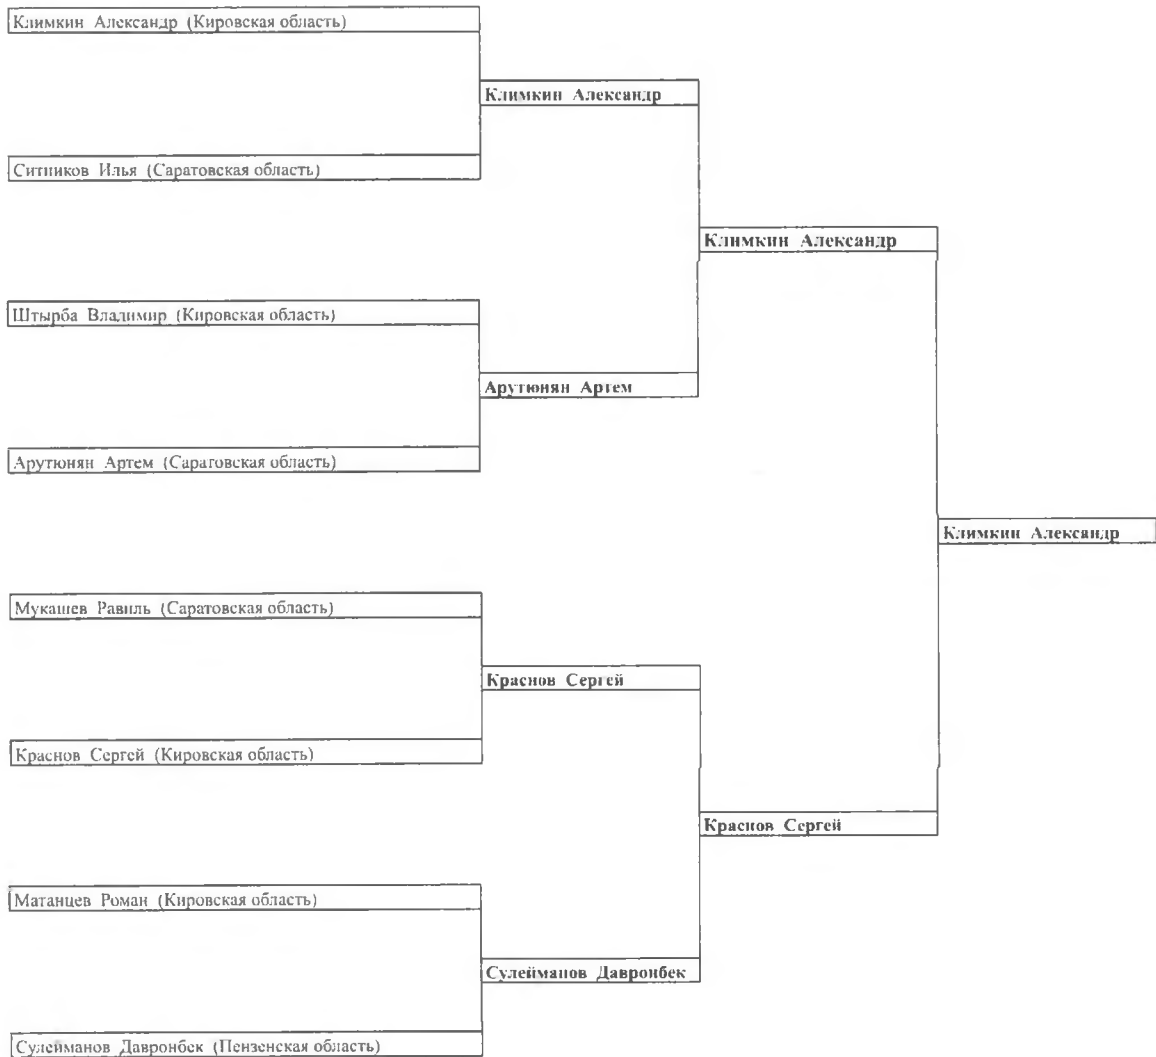 Климкин Александр (Кировская область)
Климкин Александр
Ситников Илья (Саратовская область)
Климкин Александр
Штырба Владимир (Кировская область)
Арутюнян Артем
Арутюнян Артем (Саратовская область)
Климкин Александр
Мукашев Равиль (Саратовская область)
Краснов Сергей
Краснов Сергей (Кировская область)
Краснов Сергей
Матанцев Роман (Кировская область)
Сулейманов Давронбек
Сулейманов Давронбек (Пензенская область)